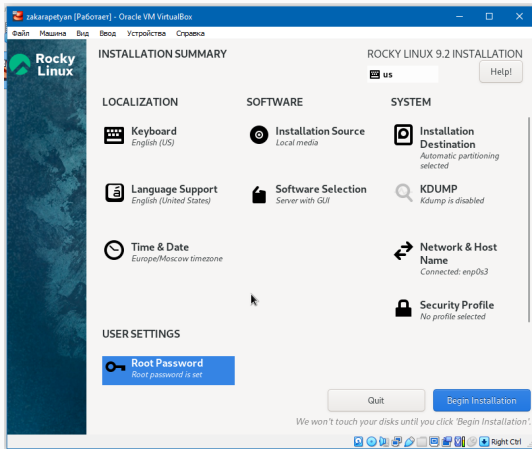 zakarapetyan [Работает] - Oracle VM VirtualBox
Файл Машина Вид Ввод Устройства Справка
Rocky
Linux
INSTALLATION SUMMARY
ROCKY LINUX 9.2 INSTALLATION
us
Help!
LOCALIZATION
SOFTWARE
SYSTEM
Keyboard
English (US)
Installation Source
Local media
Installation
Destination
Automatic partitioning
selected
Language Support
English (United States)
Software Selection
Server with GUI
KDUMP
Kdump is disabled
Time & Date
Europe/Moscow timezone
Network & Host
Name
Connected: enp0s3
Security Profile
No profile selected
USER SETTINGS
Root Password
Root password is set
Quit
Begin Installation
We won't touch your disks until you click 'Begin Installation'.
Right Ctrl